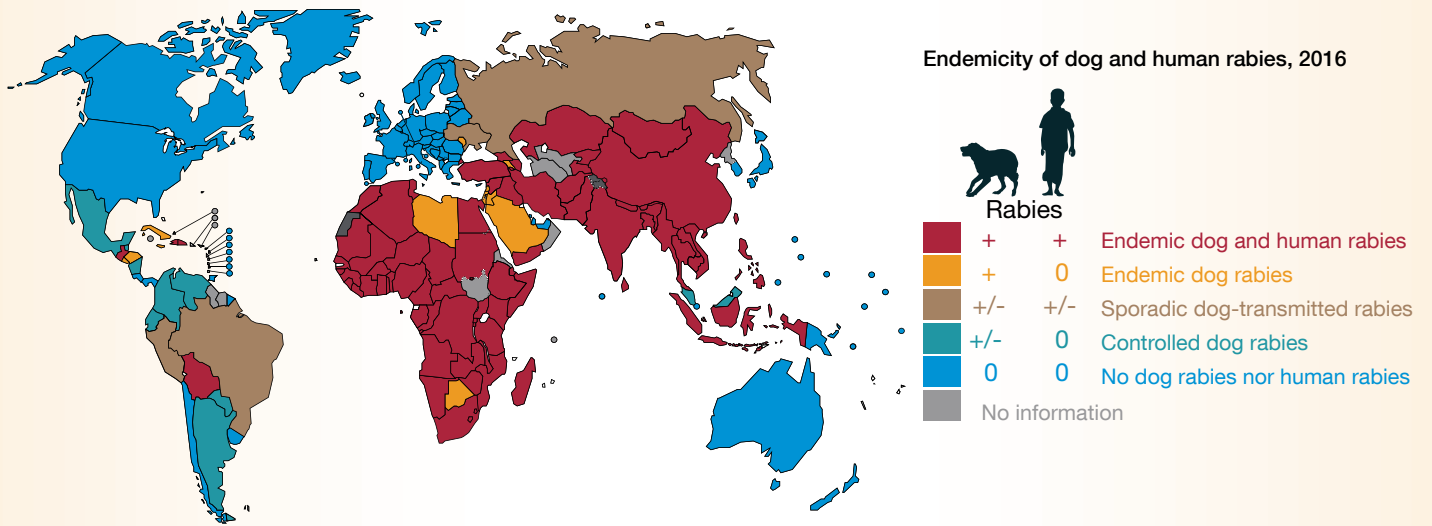 Endemicity of dog and human rabies, 2016
Rabies
+ + Endemic dog and human rabies
+ 0 Endemic dog rabies
+/- +/- Sporadic dog-transmitted rabies
+/- 0 Controlled dog rabies
0 0 No dog rabies nor human rabies
No information